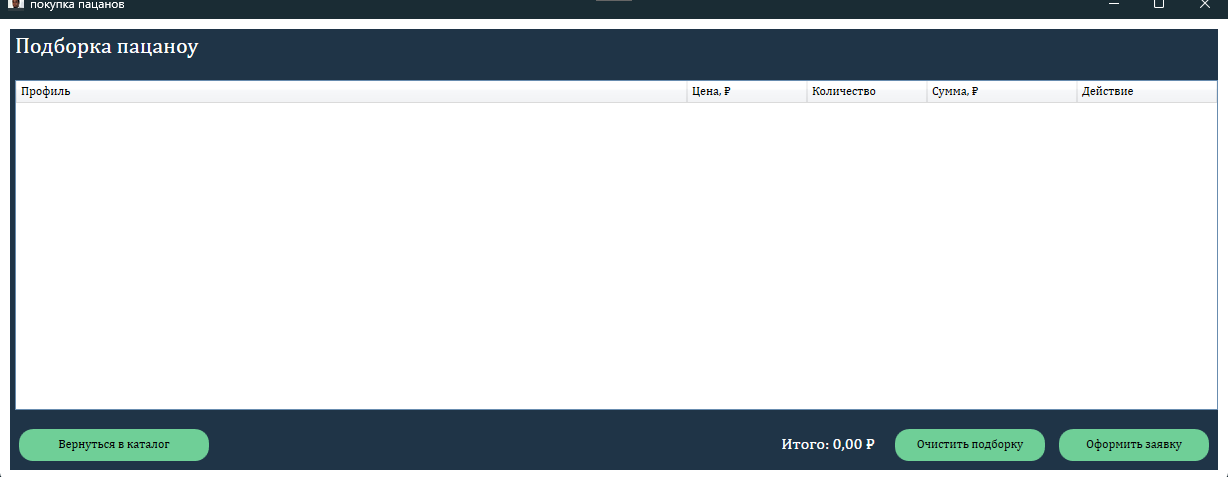 покупка пацанов
Подборка пацаноу
Профиль Цена, ₽ Количество Сумма, ₽ Действие
Вернуться в каталог Итого: 0,00 ₽ Очистить подборку Оформить заявку